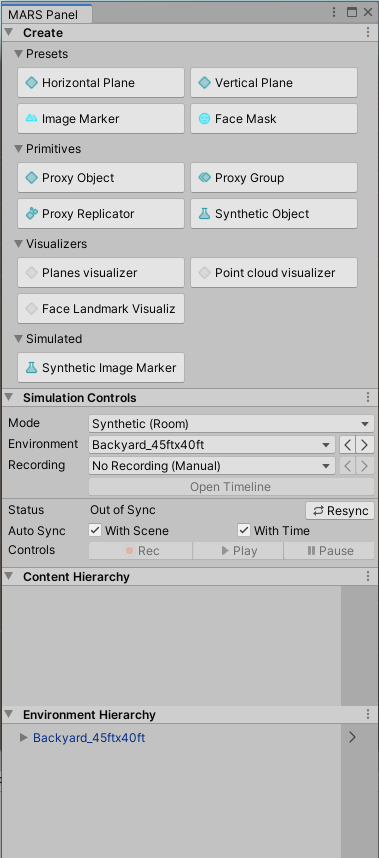 MARS Panel
Create
Presets
Horizontal Plane
Vertical Plane
Image Marker
Face Mask
Primitives
Proxy Object
Proxy Group
Proxy Replicator
Synthetic Object
Visualizers
Planes visualizer
Point cloud visualizer
Face Landmark Visualiz
Simulated
Synthetic Image Marker
Simulation Controls
Mode Synthetic (Room)
Environment Backyard_45ftx40ft
Recording No Recording (Manual)
Open Timeline
Status Out of Sync Resync
Auto Sync With Scene With Time
Controls Rec Play Pause
Content Hierarchy
Environment Hierarchy
Backyard_45ftx40ft